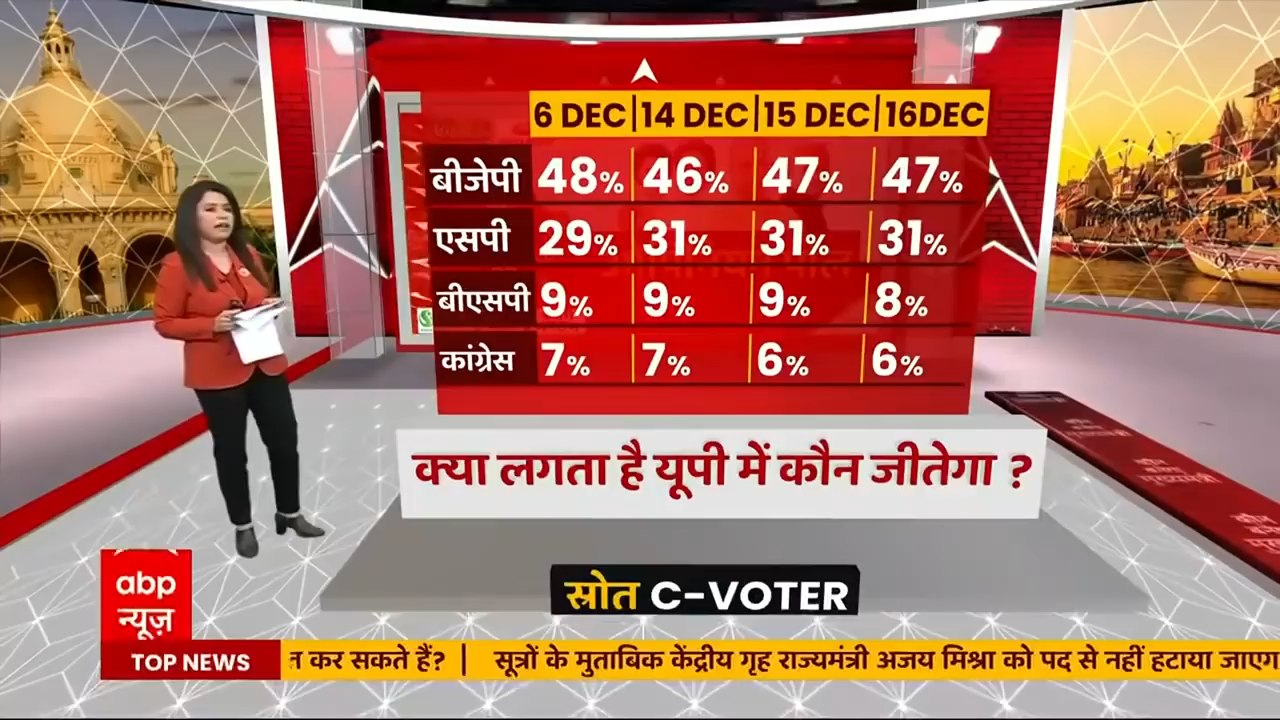 6 DEC|14 DEC|15 DEC|16DEC
बीजेपी 48% 46% 47% 47%
एसपी 29% 31% 31% 31%
बीएसपी 9% 9% 9% 8%
कांग्रेस 7% 7% 6% 6%
क्या लगता है यूपी में कौन जीतेगा ?
स्रोत C-VOTER
abp
न्यूज़
TOP NEWS
कर सकते हैं? | सूत्रों के मुताबिक केंद्रीय गृह राज्यमंत्री अजय मिश्रा को पद से नहीं हटाया